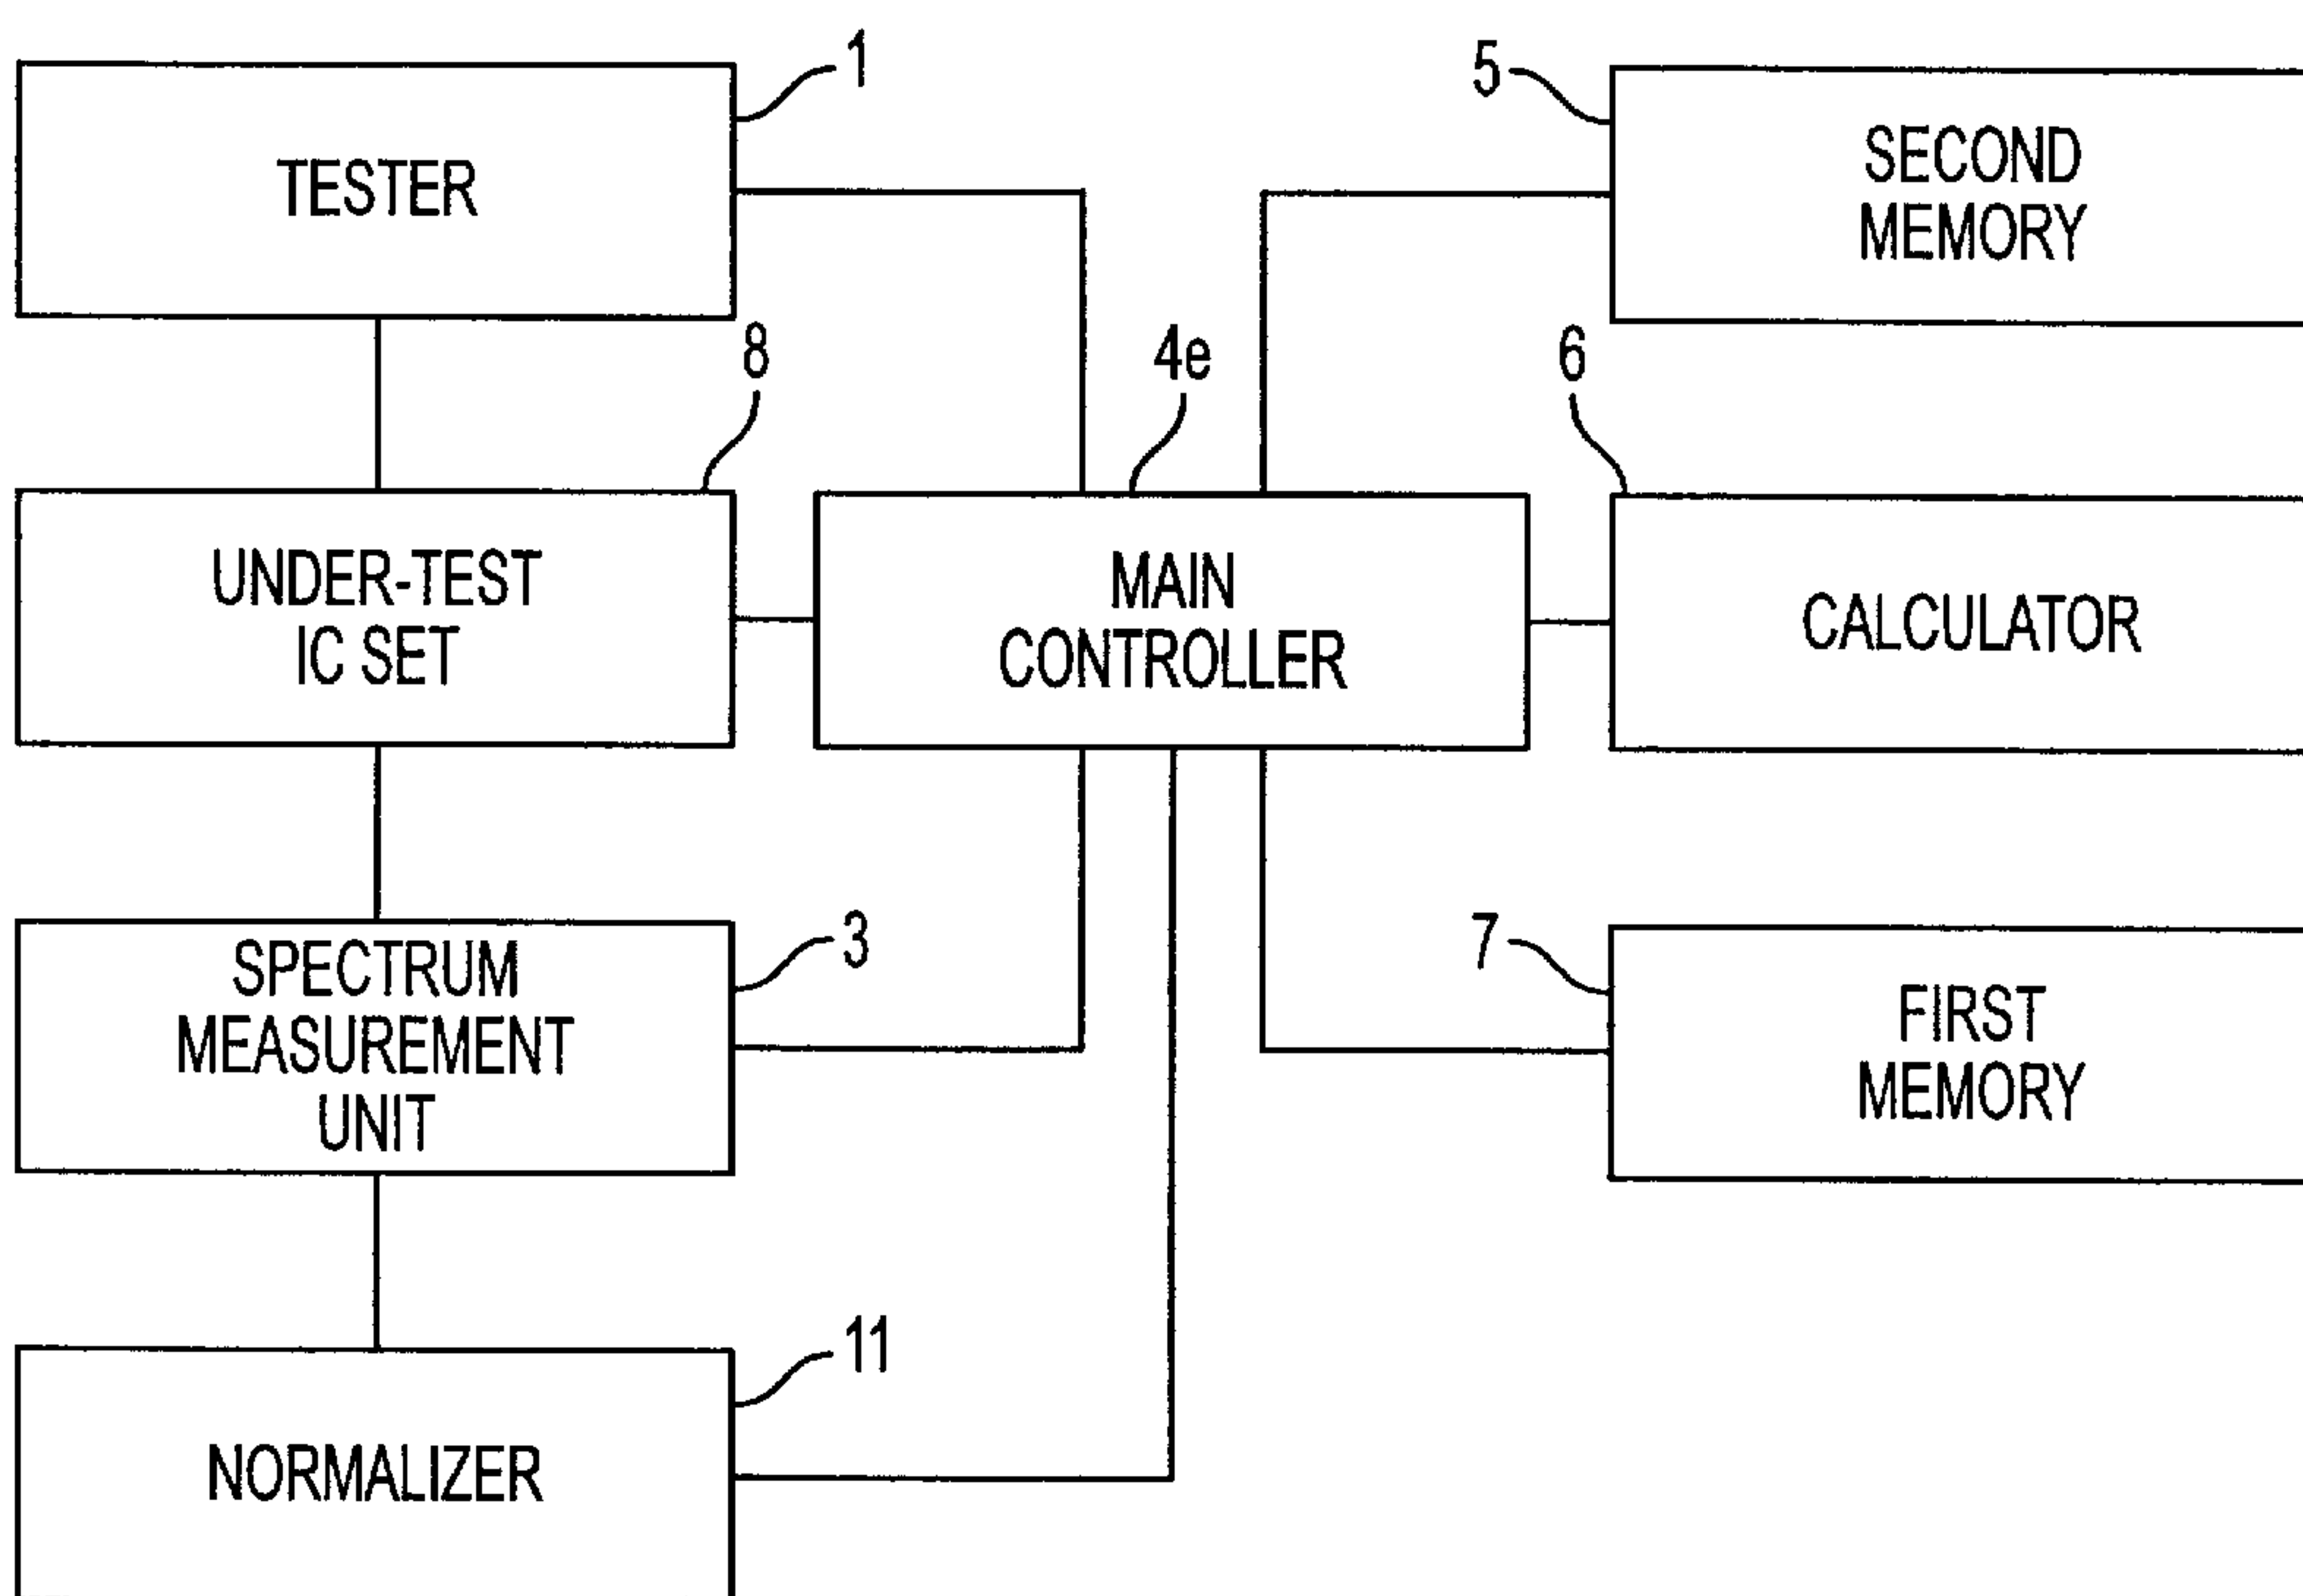 1
TESTER
5
SECOND
MEMORY
8
UNDER-TEST
IC SET
4e
MAIN
CONTROLLER
6
CALCULATOR
3
SPECTRUM
MEASUREMENT
UNIT
7
FIRST
MEMORY
11
NORMALIZER